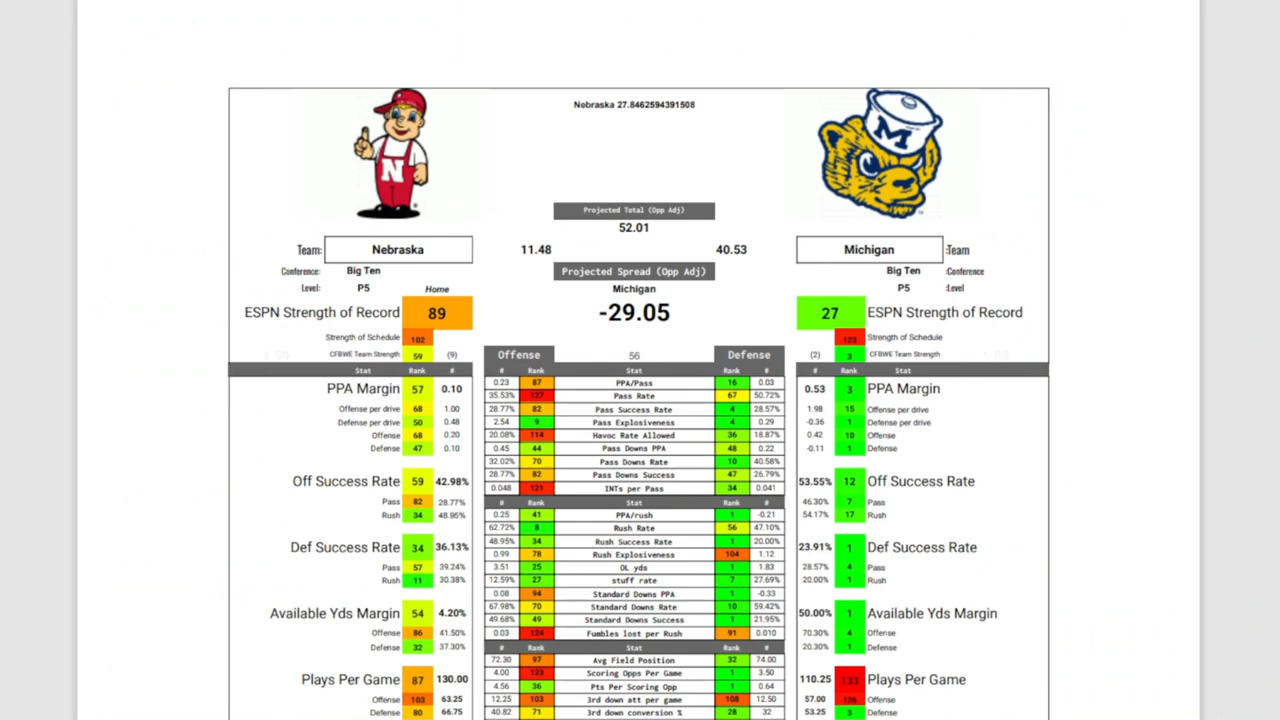 Nebraska 27.8462594391508
N
M
Projected Total (Opp Adj)
52.01
Team: Nebraska 11.48 40.53 Michigan :Team
Conference: Big Ten Projected Spread (Opp Adj) Big Ten :Conference
Level: P5 Home Michigan P5 :Level
ESPN Strength of Record 89 -29.05 27 ESPN Strength of Record
Strength of Schedule 102 123 Strength of Schedule
CFBWE Team Strength 59 (9) Offense 56 Defense (2) 3 CFBWE Team Strength
Stat Rank # # Rank Stat Rank # # Rank Stat
PPA Margin 57 0.10 0.53 3 PPA Margin
Offense per drive 68 1.00 1.98 15 Offense per drive
Defense per drive 50 0.48 -0.36 1 Defense per drive
Offense 68 0.20 0.42 10 Offense
Defense 47 0.10 -0.11 1 Defense
Off Success Rate 59 42.98% 53.55% 12 Off Success Rate
Pass 82 28.77% 46.30% 7 Pass
Rush 34 48.95% 54.17% 17 Rush
Def Success Rate 34 36.13% 23.91% 1 Def Success Rate
Pass 57 39.24% 28.57% 4 Pass
Rush 11 30.38% 20.00% 1 Rush
Available Yds Margin 54 4.20% 50.00% 1 Available Yds Margin
Offense 86 41.50% 70.30% 4 Offense
Defense 32 37.30% 20.30% 1 Defense
Plays Per Game 87 130.00 110.25 133 Plays Per Game
Offense 103 63.25 57.00 126 Offense
Defense 80 66.75 53.25 3 Defense
0.23 87 PPA/Pass 16 0.03
35.53% 127 Pass Rate 67 50.72%
28.77% 82 Pass Success Rate 4 28.57%
2.54 9 Pass Explosiveness 4 0.29
20.08% 114 Havoc Rate Allowed 36 18.87%
0.45 44 Pass Downs PPA 48 0.22
32.02% 70 Pass Downs Rate 10 40.58%
28.77% 82 Pass Downs Success 47 26.79%
0.048 121 INTs per Pass 34 0.041
# Rank Stat Rank #
0.25 41 PPA/rush 1 -0.21
62.72% 8 Rush Rate 56 47.10%
48.95% 34 Rush Success Rate 1 20.00%
0.99 78 Rush Explosiveness 104 1.12
3.51 25 OL yds 1 1.83
12.59% 27 stuff rate 7 27.69%
0.08 94 Standard Downs PPA 1 -0.33
67.98% 70 Standard Downs Rate 10 59.42%
49.68% 49 Standard Downs Success 1 21.95%
0.03 124 Fumbles lost per Rush 91 0.010
# Rank Stat Rank #
72.30 97 Avg Field Position 32 74.00
4.00 123 Scoring Opps Per Game 1 3.50
4.56 36 Pts Per Scoring Opp 1 0.64
12.25 103 3rd down att per game 108 12.50
40.82 71 3rd down conversion % 28 32